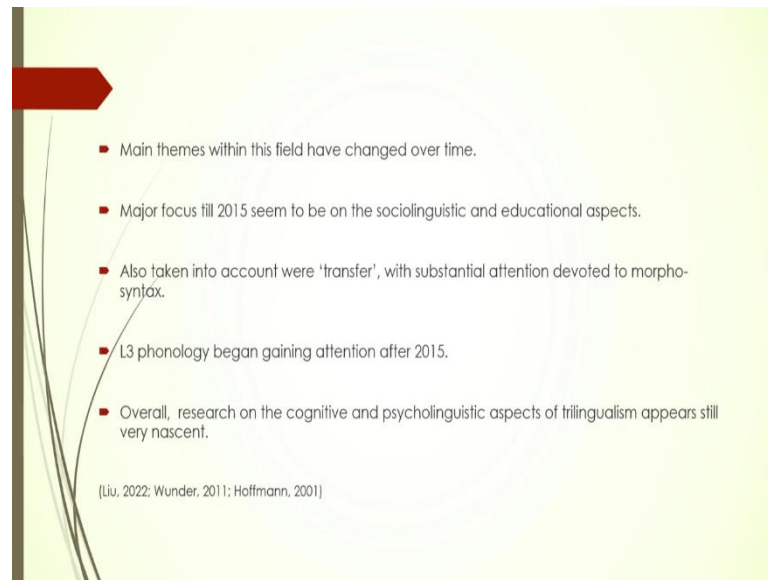 Main themes within this field have changed over time.
Major focus till 2015 seem to be on the sociolinguistic and educational aspects.
Also taken into account were ‘transfer’, with substantial attention devoted to morpho-
syntax.
L3 phonology began gaining attention after 2015.
Overall, research on the cognitive and psycholinguistic aspects of trilingualism appears still
very nascent.
(Liu, 2022; Wunder, 2011; Hoffmann, 2001)